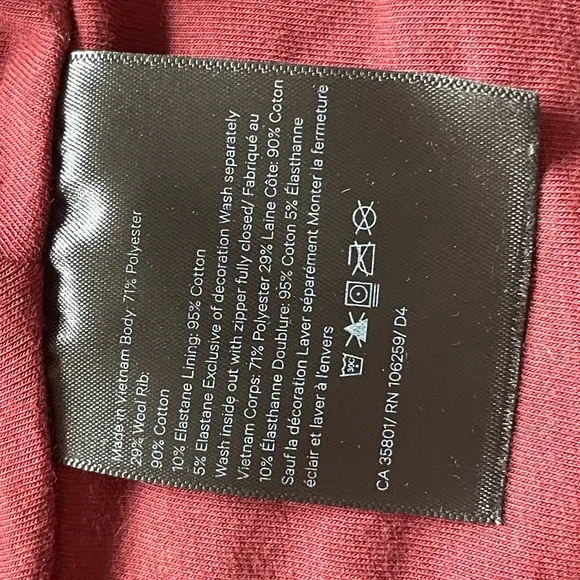 Made in Vietnam Body: 71% Polyester
29% Wool Rib:
90% Cotton
10% Elastane Lining: 95% Cotton
5% Elastane Exclusive of decoration Wash separately
Wash inside out with zipper fully closed/ Fabriqué au
Vietnam Corps: 71% Polyester 29% Laine Côte: 90% Coton
10% Élasthanne Doublure: 95% Coton 5% Élasthanne
Sauf la décoration Laver séparément Monter la fermeture
éclair et laver à l'envers
30C
CA 35801/ RN 106259/ D4